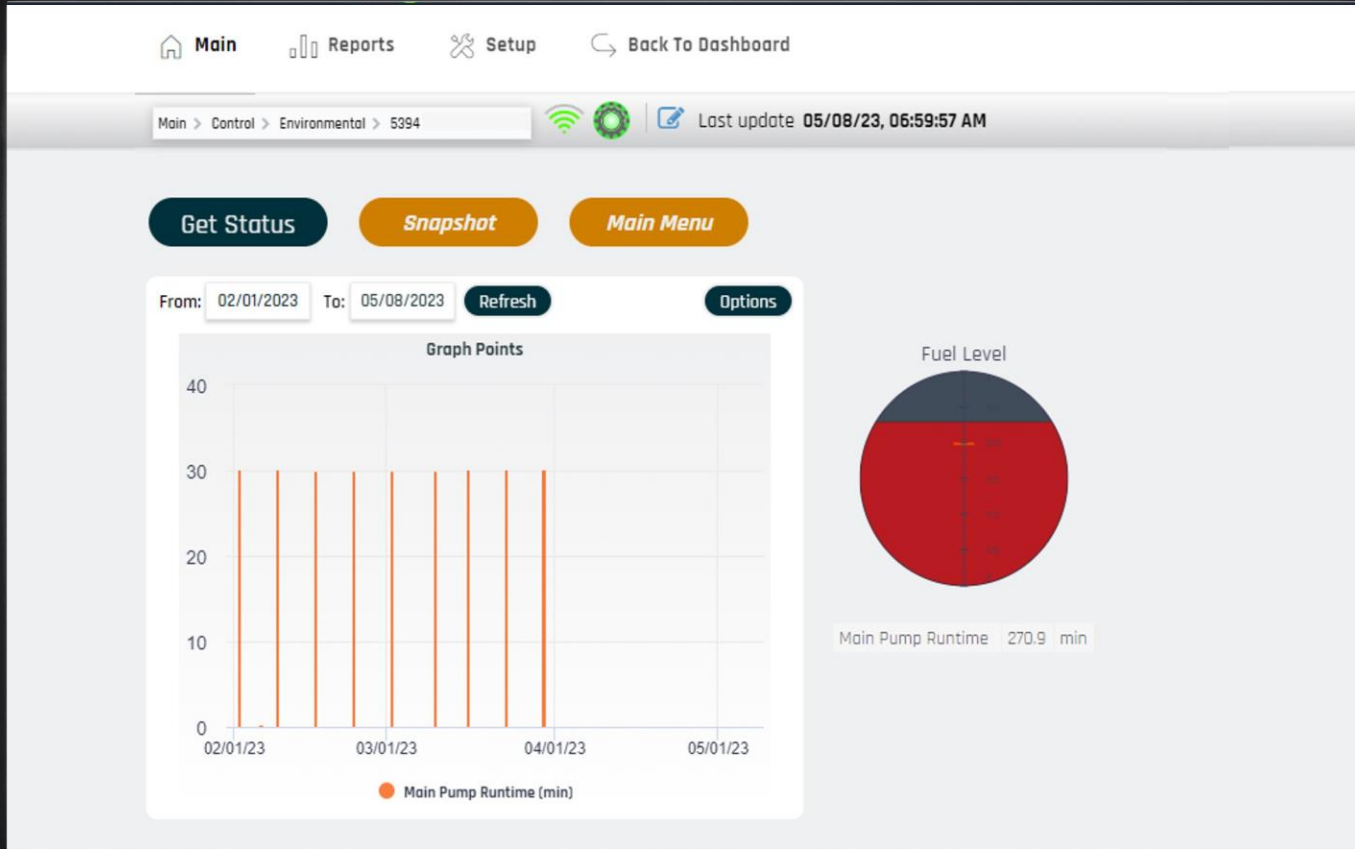 Main
Reports
Setup
Back To Dashboard
Main > Control > Environmental > 5394
Last update 05/08/23, 06:59:57 AM
Get Status
Snapshot
Main Menu
From: 02/01/2023 To: 05/08/2023 Refresh Options
Graph Points
40
30
20
10
0
02/01/23 03/01/23 04/01/23 05/01/23
Main Pump Runtime (min)
Fuel Level
Main Pump Runtime 270.9 min